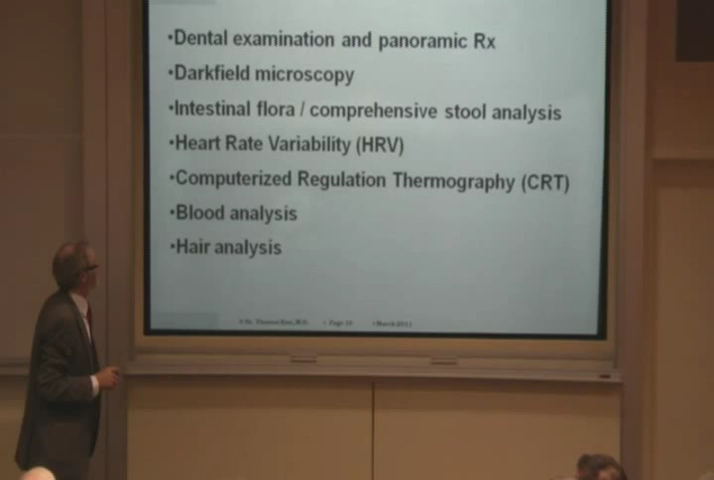 •Dental examination and panoramic Rx
•Darkfield microscopy
•Intestinal flora / comprehensive stool analysis
•Heart Rate Variability (HRV)
•Computerized Regulation Thermography (CRT)
•Blood analysis
•Hair analysis
Page